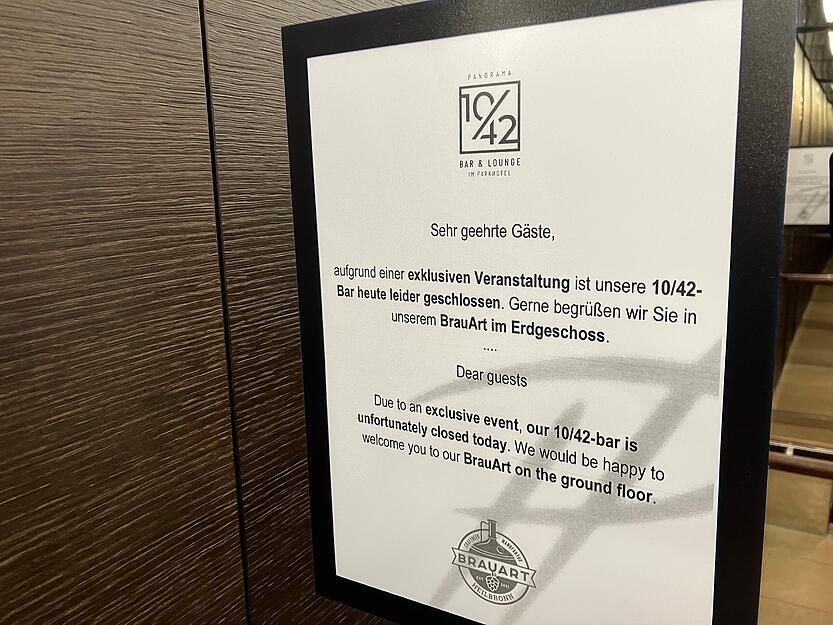 PANORAMA
10/42
BAR & LOUNGE
IM PARKHOTEL
Sehr geehrte Gäste,
aufgrund einer exklusiven Veranstaltung ist unsere 10/42-
Bar heute leider geschlossen. Gerne begrüßen wir Sie in
unserem BrauArt im Erdgeschoss.
....
Dear guests
Due to an exclusive event, our 10/42-bar is
unfortunately closed today. We would be happy to
welcome you to our BrauArt on the ground floor.
BRAUART
HEILBRONN